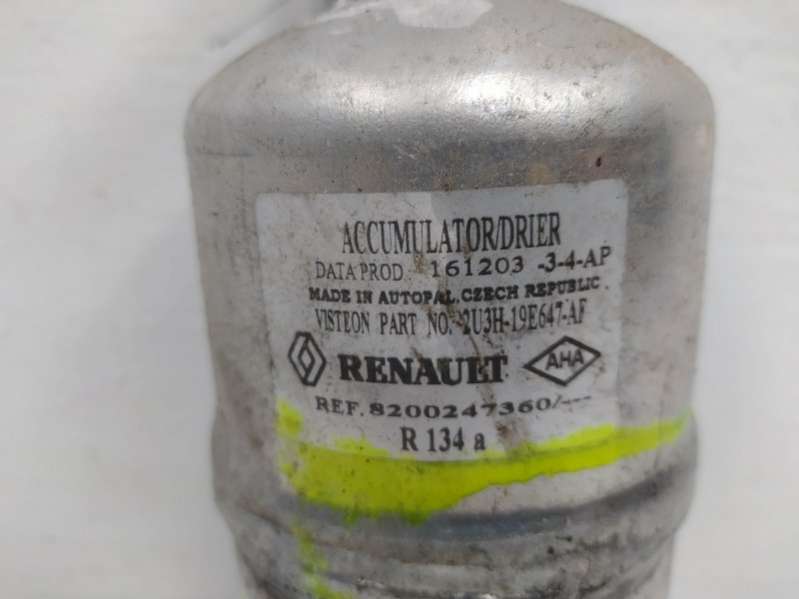 ACCUMULATOR/DRIER
DATA PROD. 161203 -3-4-AP
MADE IN AUTOPAL.CZECH REPUBLIC.
VISTEON PART NO.-2U3H-19E647-AF
RENAULT AHA
REF. 8200247360/---
R 134 a